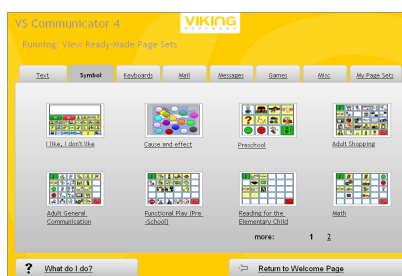 VS Communicator 4
VIKING
SOFTWARE
Running: View Ready-Made Page Sets
Text Symbol Keyboards Mail Messages Games Misc My Page Sets
I like, I don't like Cause and effect Preschool Adult Shopping
Adult General Communication Functional Play (Pre -School) Reading for the Elementary Child Math
more: 1 2
? What do I do? Return to Welcome Page